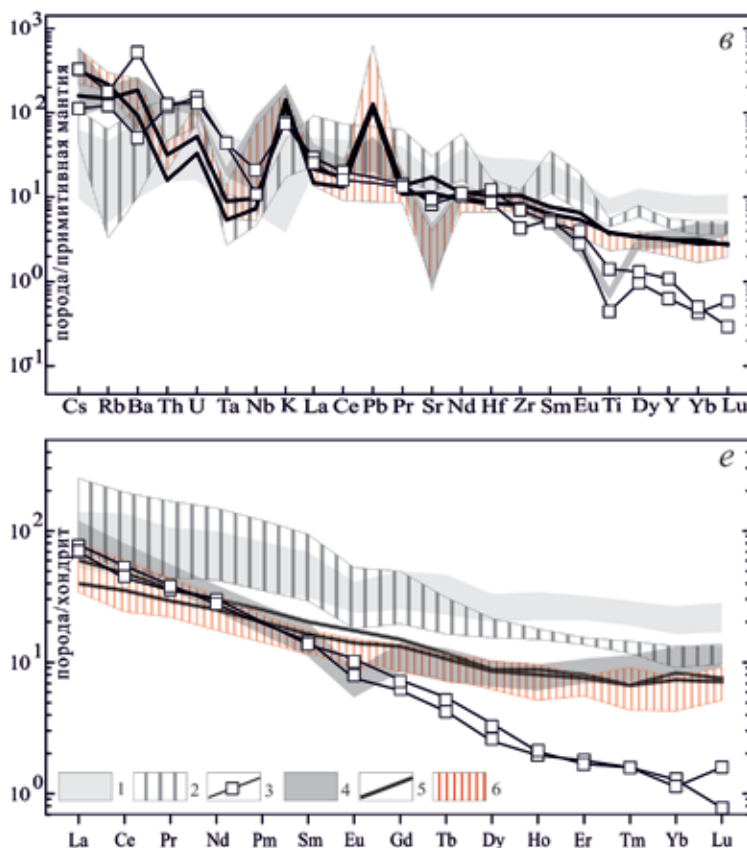 10³
в
10²
10¹
10⁰
10⁻¹
порода/примитивная мантия
Cs Rb Ba Th U Ta Nb K La Ce Pb Pr Sr Nd Hf Zr Sm Eu Ti Dy Y Yb Lu
е
10²
10¹
10⁰
порода/хондрит
1 2 3 4 5 6
La Ce Pr Nd Pm Sm Eu Gd Tb Dy Ho Er Tm Yb Lu